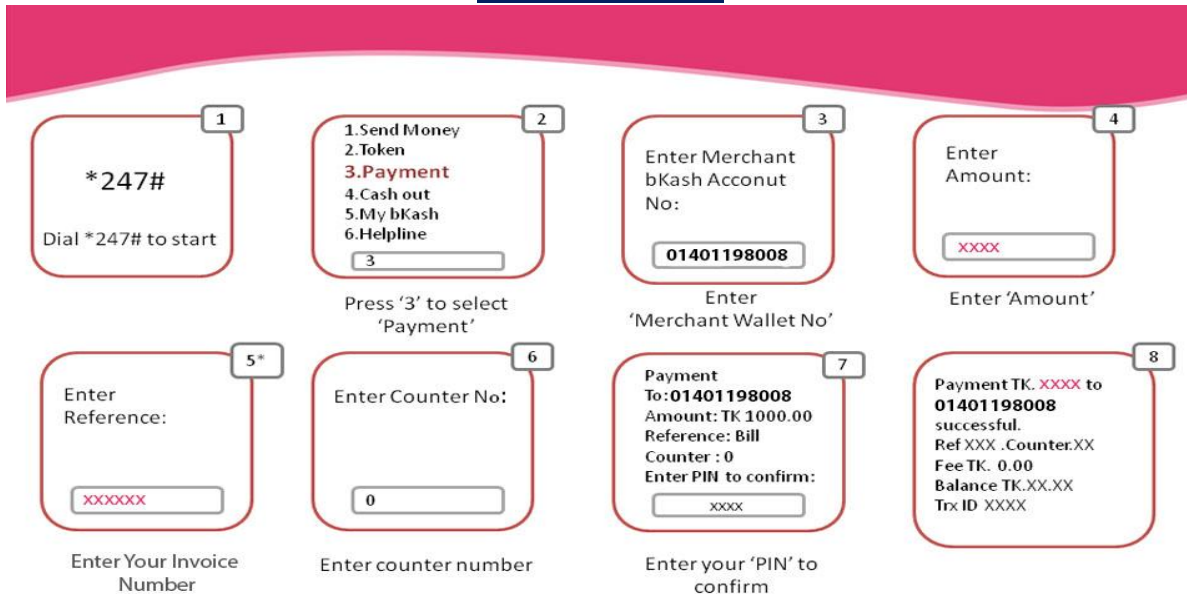 1
*247#
Dial *247# to start
2
1.Send Money
2.Token
3.Payment
4.Cash out
5.My bKash
6.Helpline
3
Press ‘3’ to select
‘Payment’
3
Enter Merchant
bKash Acconut
No:
01401198008
Enter
‘Merchant Wallet No’
4
Enter
Amount:
xxxx
Enter ‘Amount’
5*
Enter
Reference:
xxxxxx
Enter Your Invoice
Number
6
Enter Counter No:
0
Enter counter number
7
Payment
To:01401198008
Amount: TK 1000.00
Reference: Bill
Counter : 0
Enter PIN to confirm:
xxxx
Enter your ‘PIN’ to
confirm
8
Payment TK. XXXX to
01401198008
successful.
Ref XXX .Counter.XX
Fee TK. 0.00
Balance TK.XX.XX
Trx ID XXXX